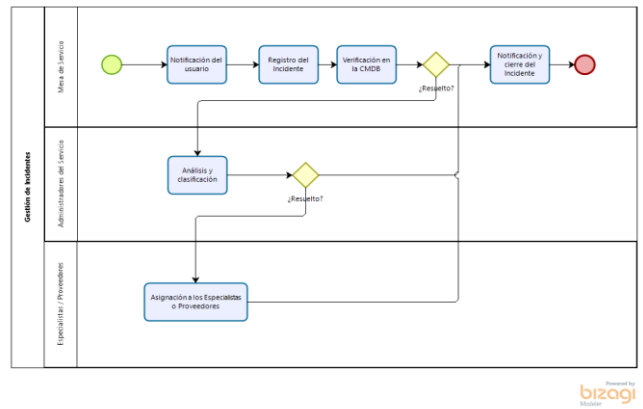 Gestión de Incidentes
Mesa de Servicio
Notificación del
usuario
Registro del
Incidente
Verificación en
la CMDB
¿Resuelto?
Notificación y
cierre del
Incidente
Administradores del Servicio
Análisis y
clasificación
¿Resuelto?
Especialistas / Proveedores
Asignación a los Especialistas
o Proveedores
Powered by
bizagi
Modeler